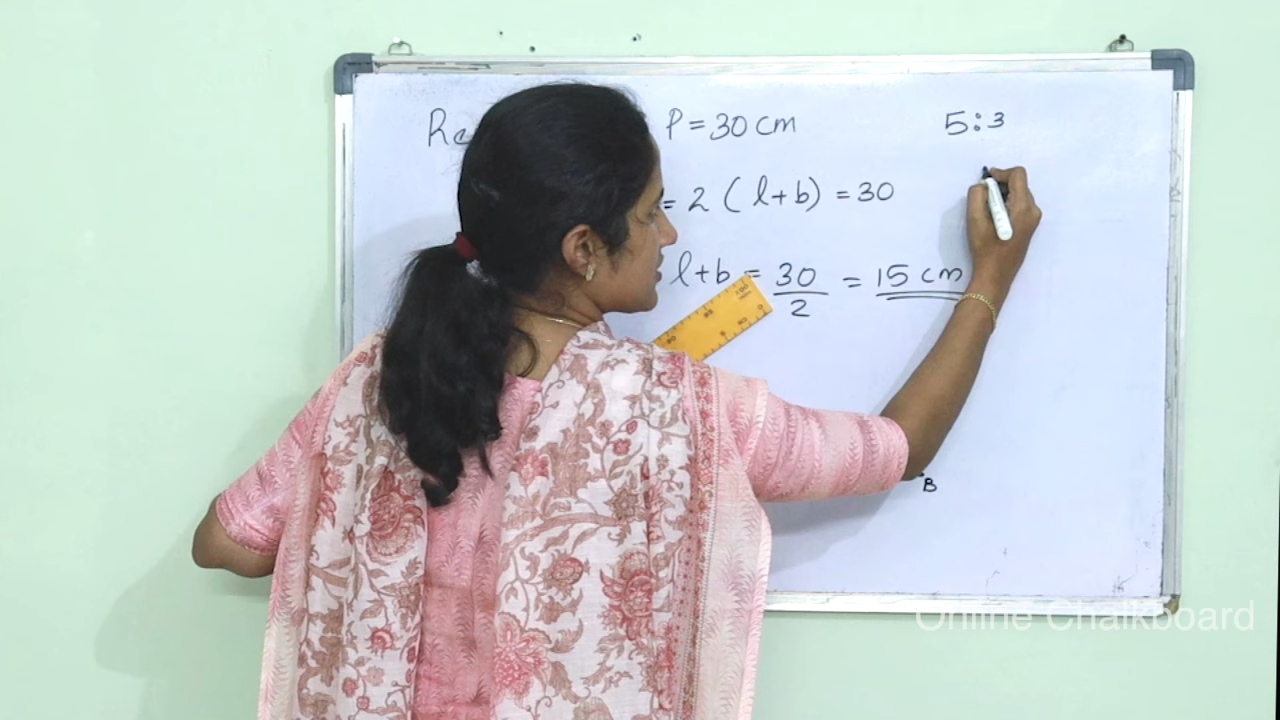 P = 30 cm 5:3
= 2 (l+b) = 30
l+b = 30/2 = 15 cm
B
Online Chalkboard